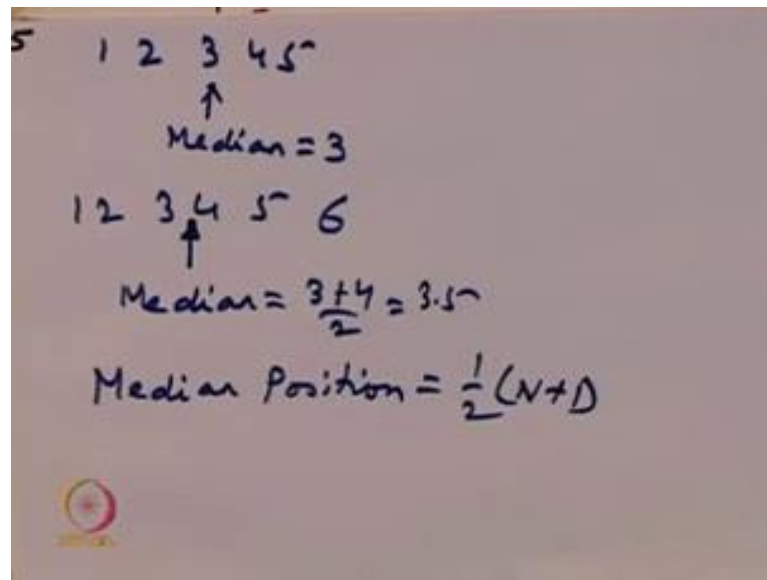 5
1 2 3 4 5
Median = 3
1 2 3 4 5 6
Median = 3+4/2 = 3.5
Median Position = 1/2 (N+1)